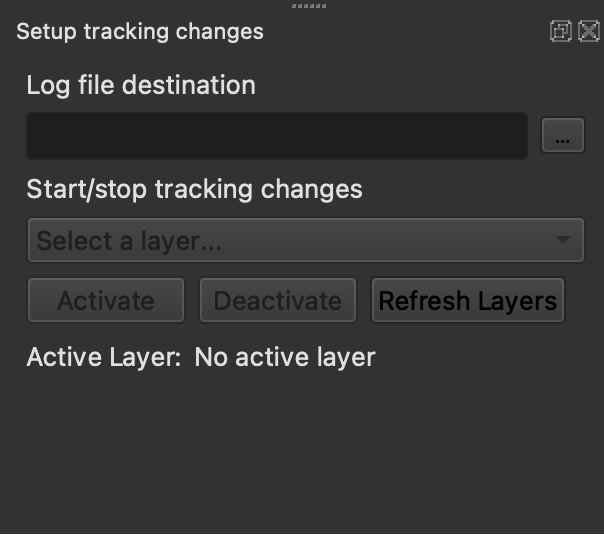 Setup tracking changes
Log file destination
...
Start/stop tracking changes
Select a layer...
Activate Deactivate Refresh Layers
Active Layer: No active layer